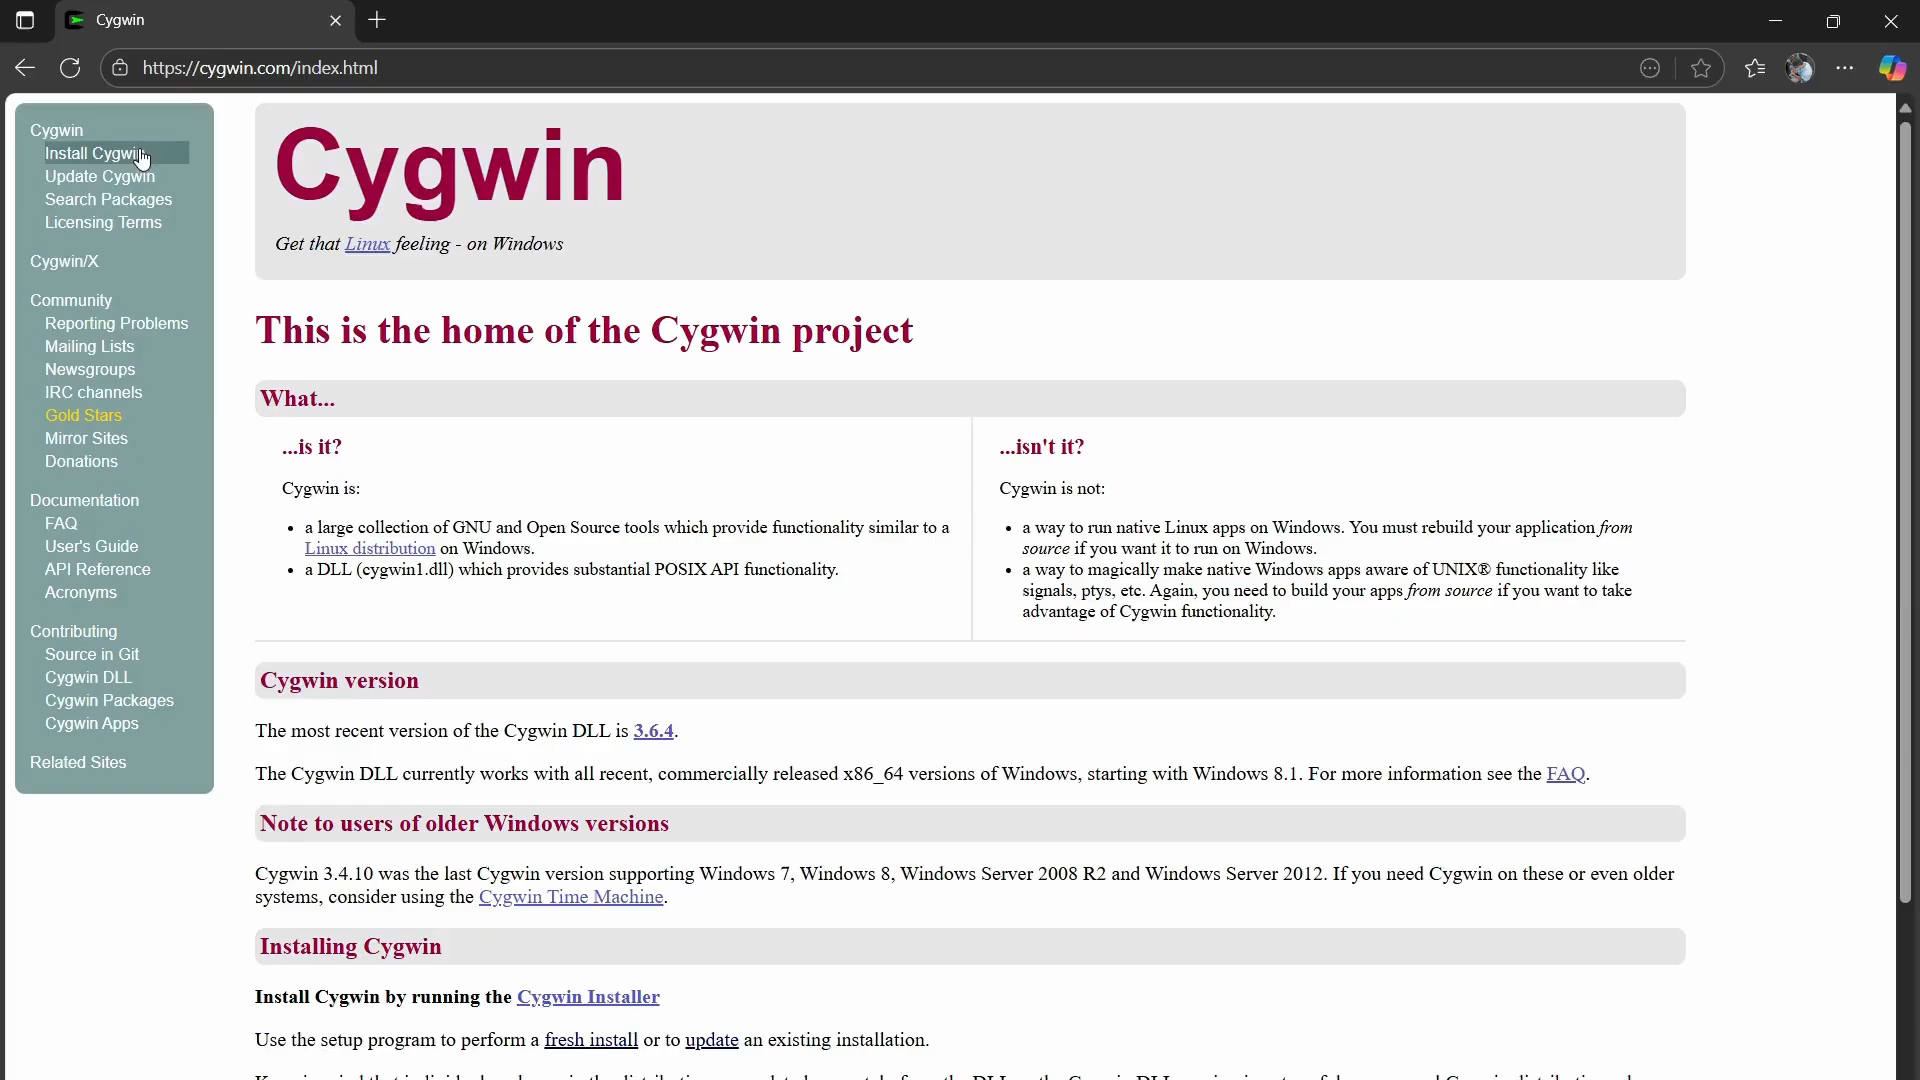 Cygwin
https://cygwin.com/index.html
Cygwin
Install Cygwin
Update Cygwin
Search Packages
Licensing Terms
Cygwin/X
Community
Reporting Problems
Mailing Lists
Newsgroups
IRC channels
Gold Stars
Mirror Sites
Donations
Documentation
FAQ
User's Guide
API Reference
Acronyms
Contributing
Source in Git
Cygwin DLL
Cygwin Packages
Cygwin Apps
Related Sites
Cygwin
Get that Linux feeling - on Windows
This is the home of the Cygwin project
What...
...is it?
Cygwin is:
• a large collection of GNU and Open Source tools which provide functionality similar to a
Linux distribution on Windows.
• a DLL (cygwin1.dll) which provides substantial POSIX API functionality.
...isn't it?
Cygwin is not:
• a way to run native Linux apps on Windows. You must rebuild your application from
source if you want it to run on Windows.
• a way to magically make native Windows apps aware of UNIX® functionality like
signals, ptys, etc. Again, you need to build your apps from source if you want to take
advantage of Cygwin functionality.
Cygwin version
The most recent version of the Cygwin DLL is 3.6.4.
The Cygwin DLL currently works with all recent, commercially released x86_64 versions of Windows, starting with Windows 8.1. For more information see the FAQ.
Note to users of older Windows versions
Cygwin 3.4.10 was the last Cygwin version supporting Windows 7, Windows 8, Windows Server 2008 R2 and Windows Server 2012. If you need Cygwin on these or even older
systems, consider using the Cygwin Time Machine.
Installing Cygwin
Install Cygwin by running the Cygwin Installer
Use the setup program to perform a fresh install or to update an existing installation.